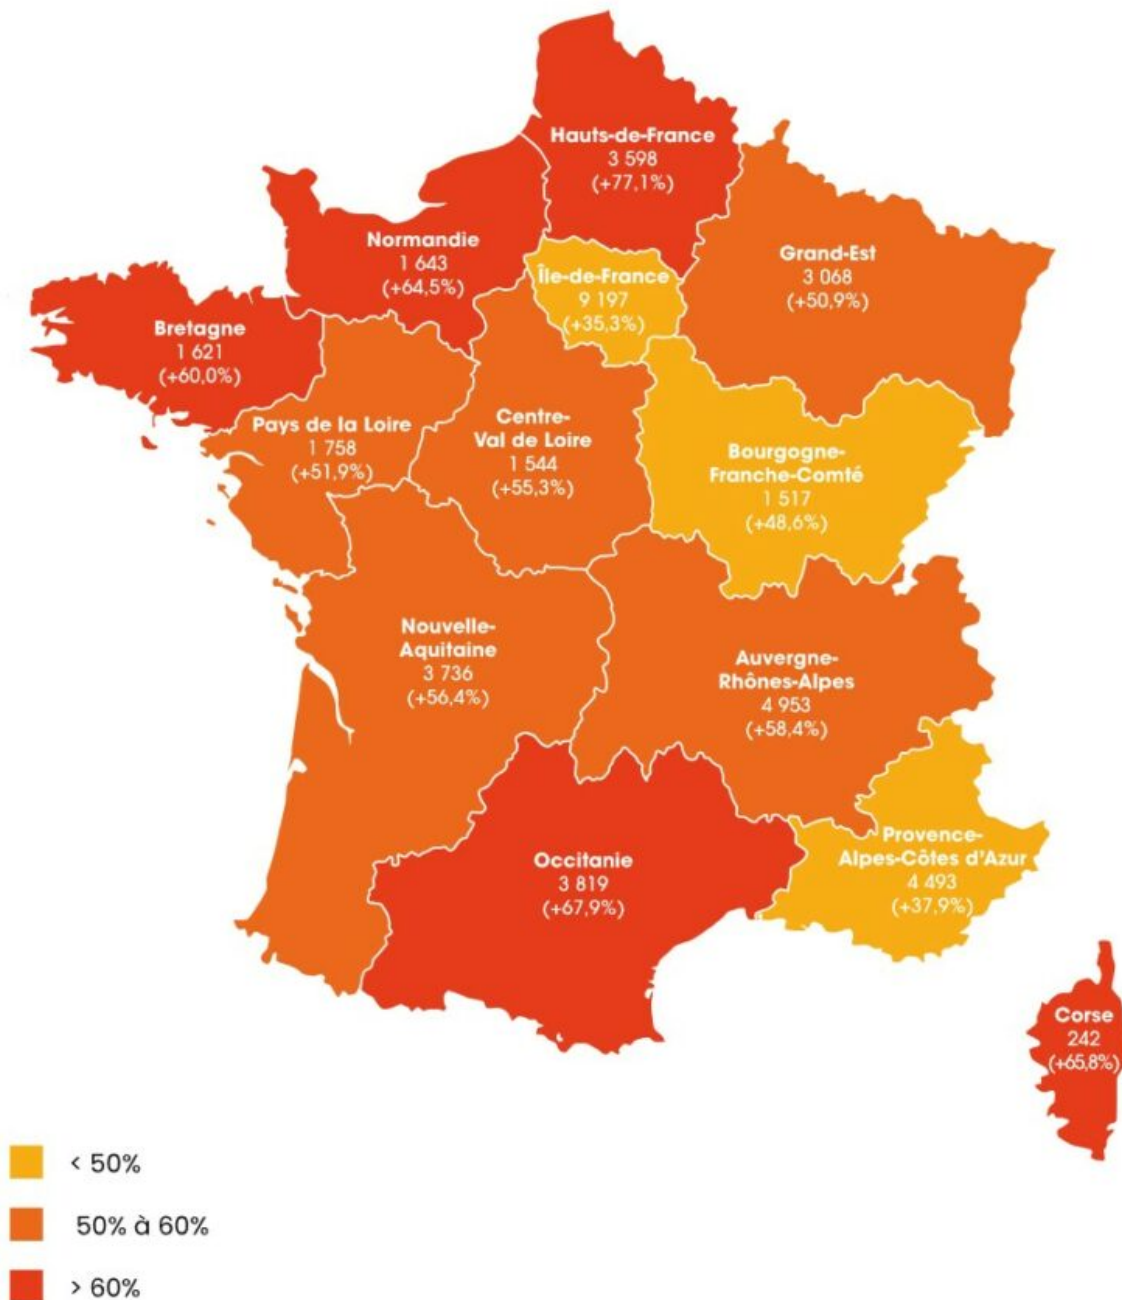 Hauts-de-France
3 598
(+77,1%)
Normandie
1 643
(+64,5%)
Île-de-France
9 197
(+35,3%)
Grand-Est
3 068
(+50,9%)
Bretagne
1 621
(+60,0%)
Pays de la Loire
1 758
(+51,9%)
Centre-
Val de Loire
1 544
(+55,3%)
Bourgogne-
Franche-Comté
1 517
(+48,6%)
Nouvelle-
Aquitaine
3 736
(+56,4%)
Auvergne-
Rhônes-Alpes
4 953
(+58,4%)
Occitanie
3 819
(+67,9%)
Provence-
Alpes-Côtes d'Azur
4 493
(+37,9%)
Corse
242
(+65,8%)
< 50%
50% à 60%
> 60%